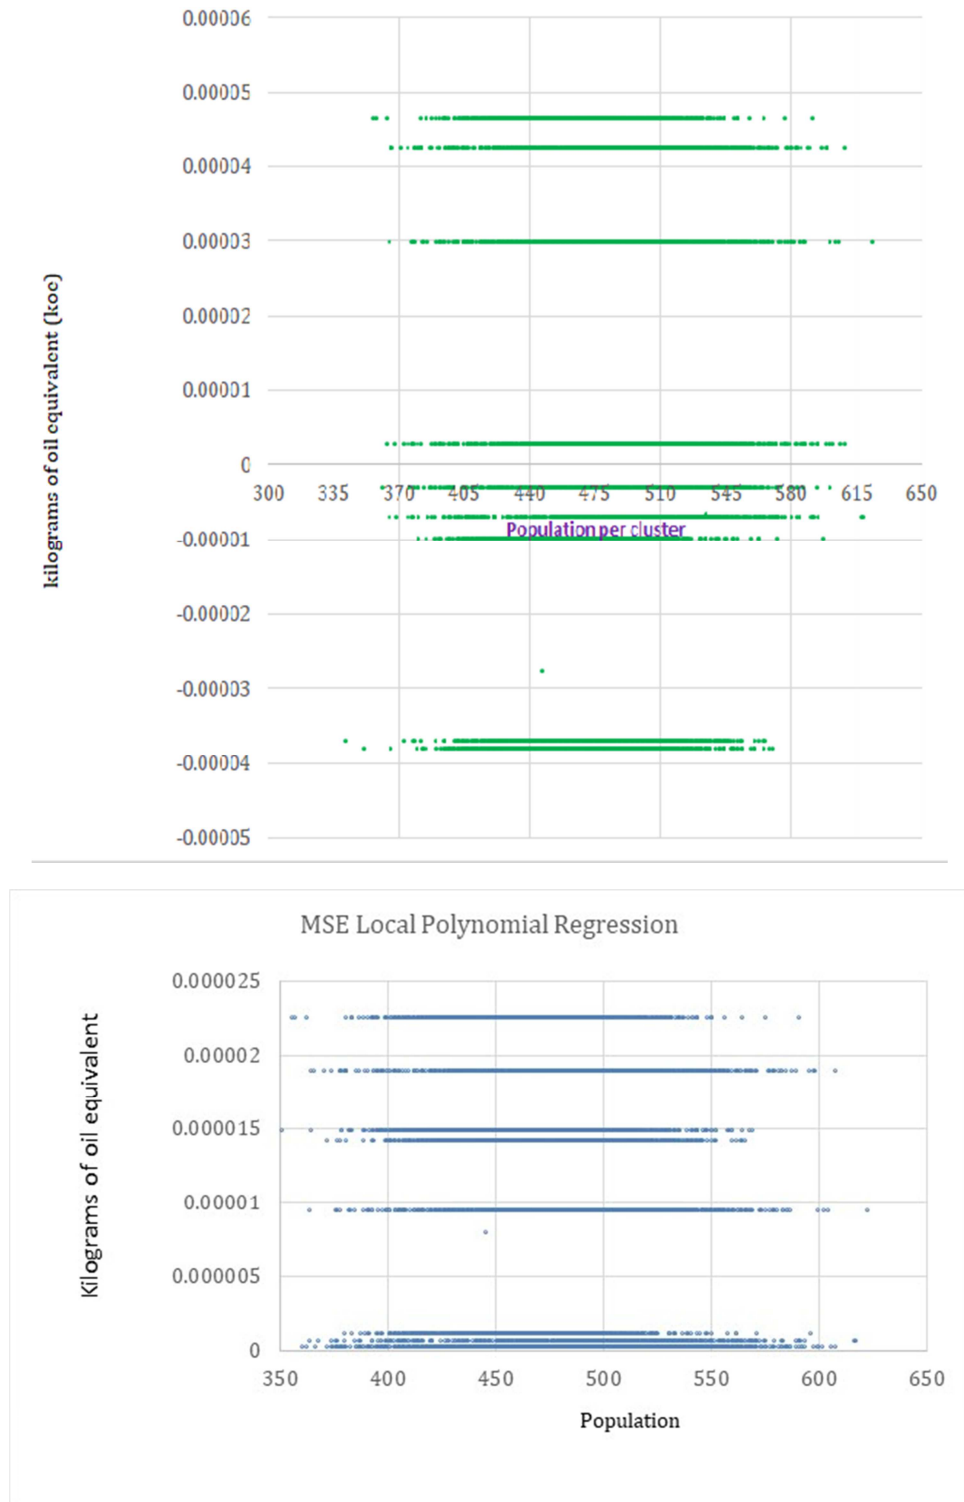 0.00006
0.00005
0.00004
0.00003
0.00002
0.00001
0
300 335 370 405 440 475 510 545 580 615 650
Population per cluster
-0.00001
-0.00002
-0.00003
-0.00004
-0.00005
kilograms of oil equivalent (koe)
MSE Local Polynomial Regression
0.000025
0.00002
0.000015
0.00001
0.000005
0
350 400 450 500 550 600 650
Kilograms of oil equivalent
Population